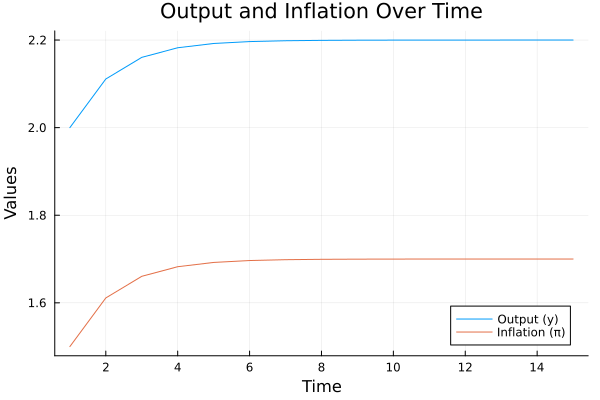 Output and Inflation Over Time
Values
2.2
2.0
1.8
1.6
2 4 6 8 10 12 14
Time
Output (y)
Inflation (π)